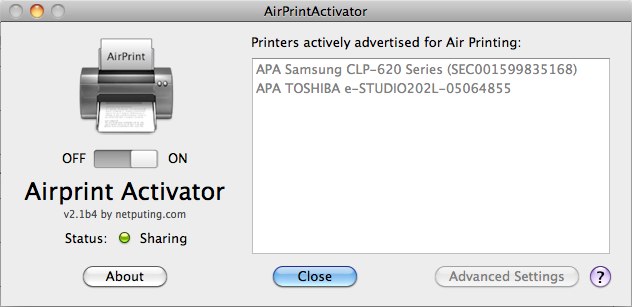 AirPrintActivator
AirPrint
Printers actively advertised for Air Printing:
APA Samsung CLP-620 Series (SEC001599835168)
APA TOSHIBA e-STUDIO202L-05064855
OFF ON
Airprint Activator
v2.1b4 by netputing.com
Status: Sharing
About
Close
Advanced Settings
?